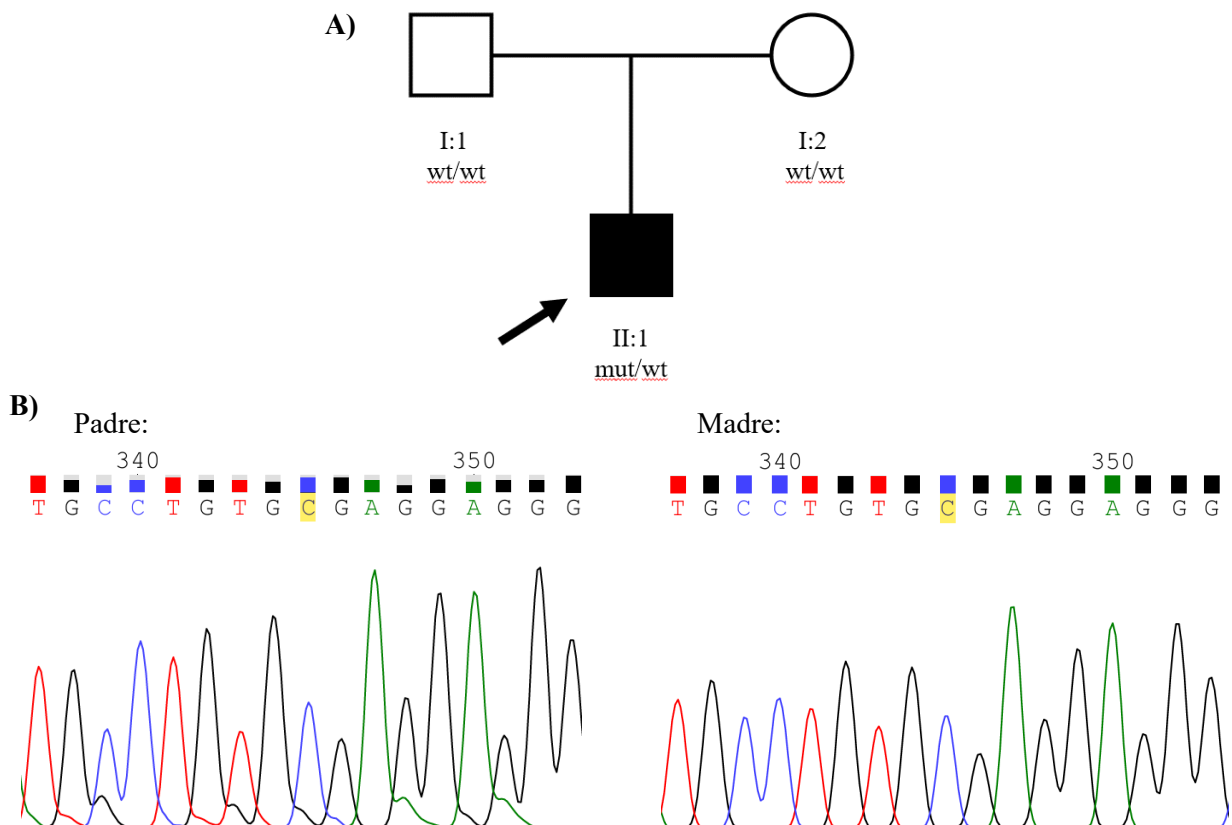 A)
I:1
wt/wt
I:2
wt/wt
II:1
mut/wt
B)
Padre:
340 350
T G C C T G T G C G A G G A G G G
Madre:
340 350
T G C C T G T G C G A G G A G G G